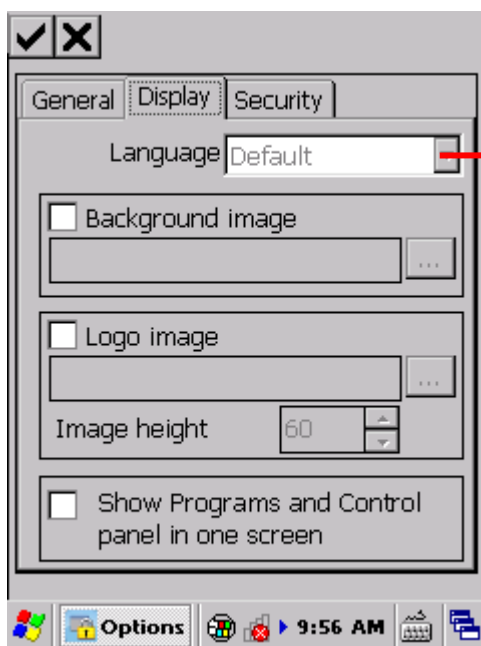 General Display Security
Language Default
Background image
...
Logo image
...
Image height 60
Show Programs and Control
panel in one screen
Options 9:56 AM